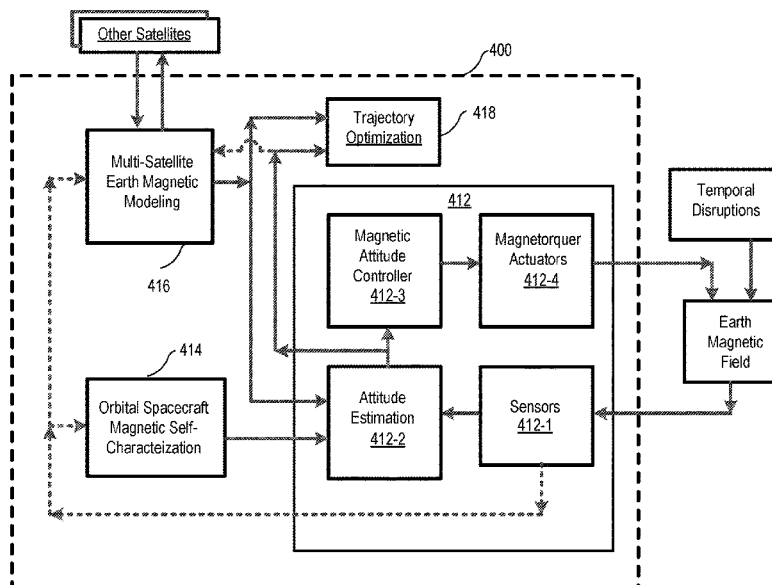 Other Satellites
400
Multi-Satellite
Earth Magnetic
Modeling
416
Trajectory
Optimization
418
412
Temporal
Disruptions
Magnetic
Attitude
Controller
412-3
Magnetorquer
Actuators
412-4
Earth
Magnetic
Field
414
Orbital Spacecraft
Magnetic Self-
Characteization
Attitude
Estimation
412-2
Sensors
412-1